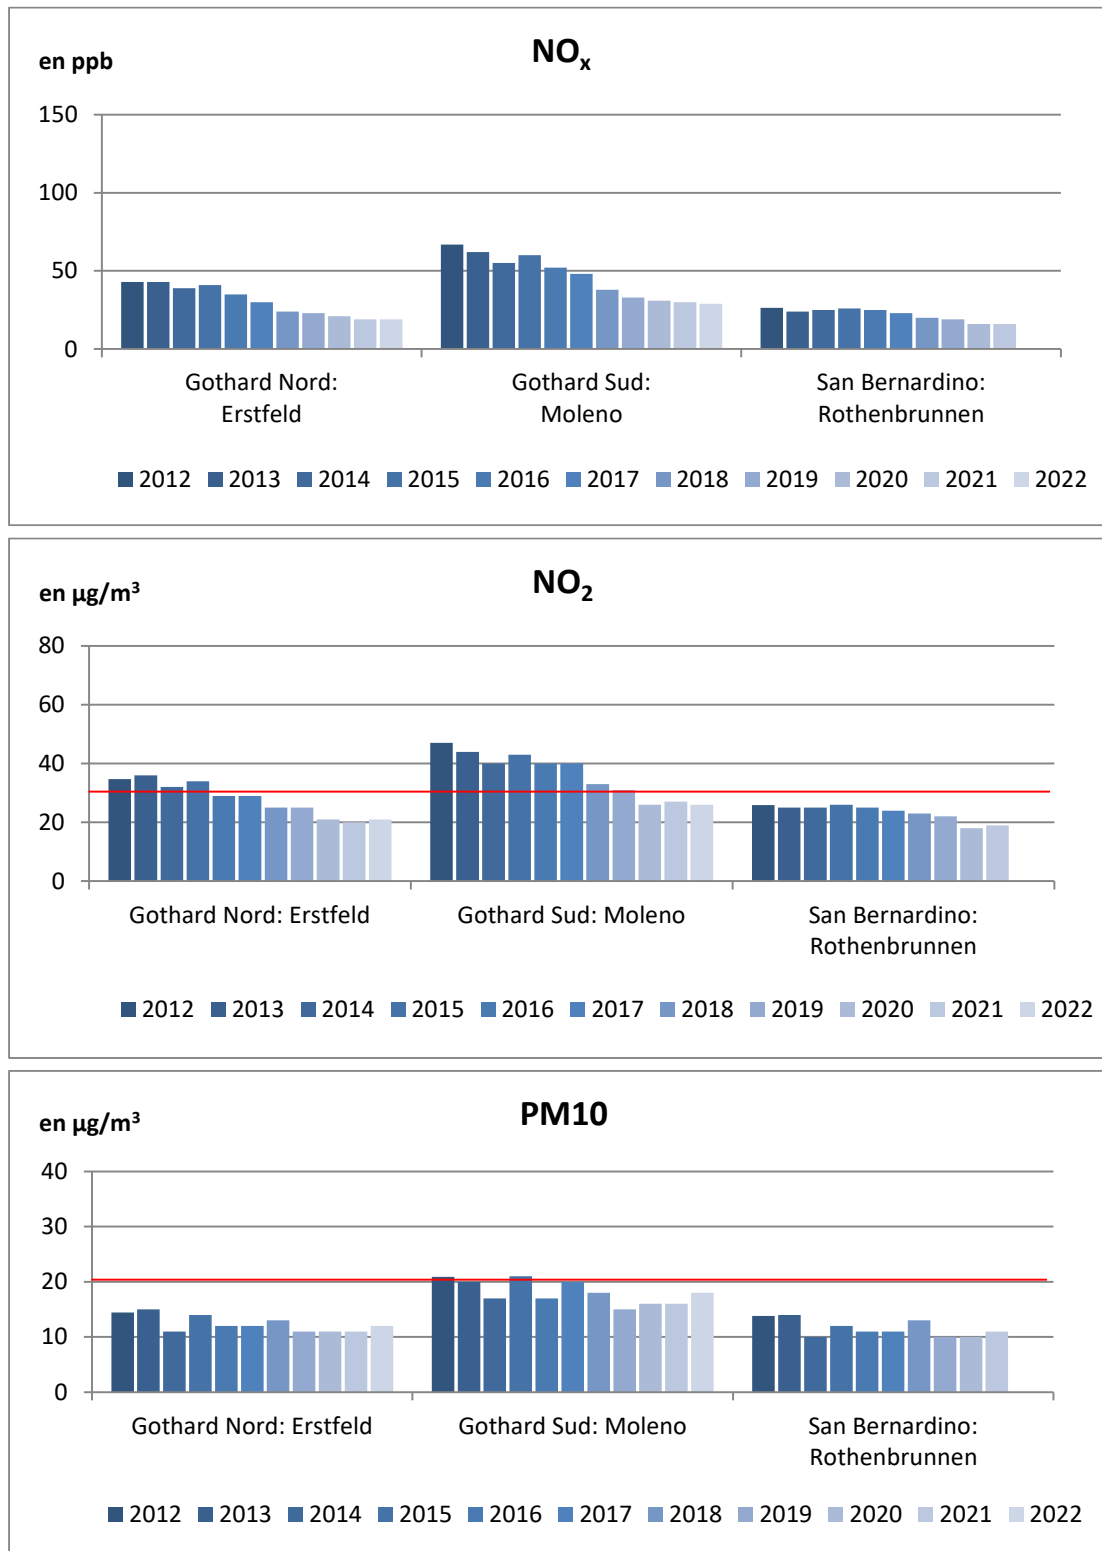 NOx
en ppb
150
100
50
0
Gothard Nord:
Erstfeld
Gothard Sud:
Moleno
San Bernardino:
Rothenbrunnen
2012 2013 2014 2015 2016 2017 2018 2019 2020 2021 2022
NO2
en µg/m³
80
60
40
20
0
Gothard Nord: Erstfeld
Gothard Sud: Moleno
San Bernardino:
Rothenbrunnen
2012 2013 2014 2015 2016 2017 2018 2019 2020 2021 2022
PM10
en µg/m³
40
30
20
10
0
Gothard Nord: Erstfeld
Gothard Sud: Moleno
San Bernardino:
Rothenbrunnen
2012 2013 2014 2015 2016 2017 2018 2019 2020 2021 2022